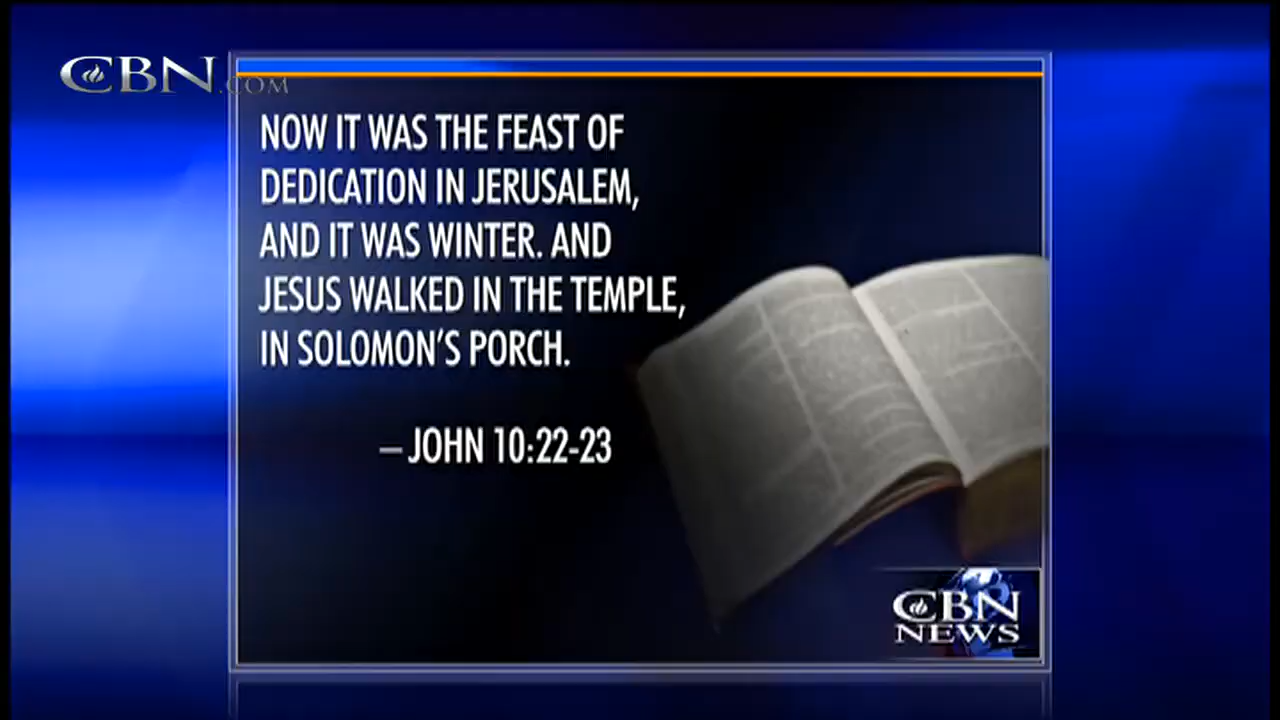 CBN.COM
NOW IT WAS THE FEAST OF
DEDICATION IN JERUSALEM,
AND IT WAS WINTER. AND
JESUS WALKED IN THE TEMPLE,
IN SOLOMON'S PORCH.
– JOHN 10:22-23
CBN
NEWS